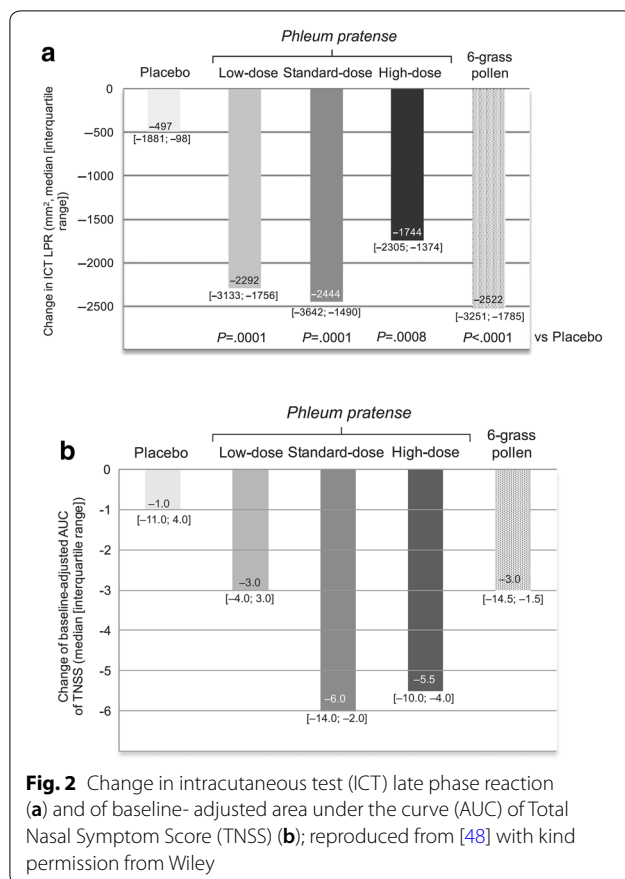 a
Phleum pratense
Placebo Low-dose Standard-dose High-dose 6-grass pollen
Change in ICT LPR (mm², median [interquartile range])
0
−500
−1000
−1500
−2000
−2500
−497
[−1881; −98]
−2292
[−3133; −1756]
−2444
[−3642; −1490]
−1744
[−2305; −1374]
−2522
[−3251; −1785]
P=.0001 P=.0001 P=.0008 P<.0001 vs Placebo
b
Phleum pratense
Placebo Low-dose Standard-dose High-dose 6-grass pollen
Change of baseline-adjusted AUC
of TNSS (median [interquartile range])
0
-1
-2
-3
-4
-5
-6
−1.0
[−11.0; 4.0]
−3.0
[−4.0; 3.0]
−6.0
[−14.0; −2.0]
−5.5
[−10.0; −4.0]
−3.0
[−14.5; −1.5]
Fig. 2 Change in intracutaneous test (ICT) late phase reaction
(a) and of baseline- adjusted area under the curve (AUC) of Total
Nasal Symptom Score (TNSS) (b); reproduced from [48] with kind
permission from Wiley